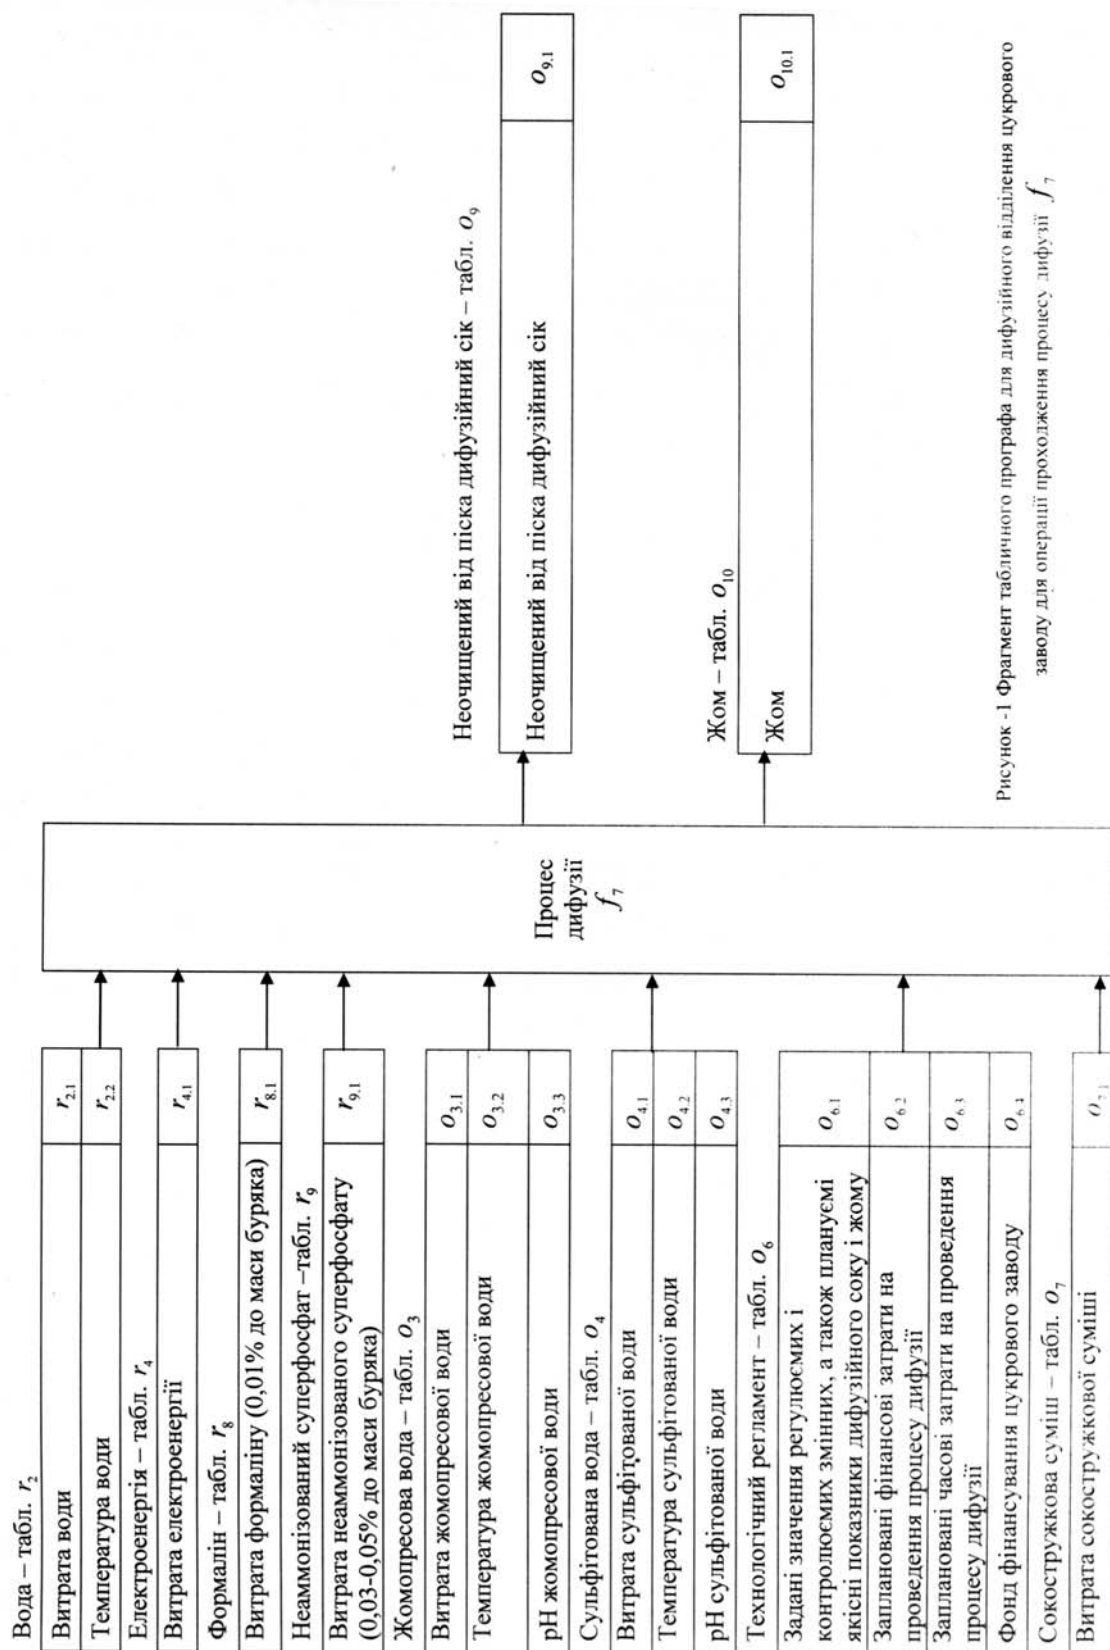 Вода – табл. r₂
Витрата води r₂.₁
Температура води r₂.₂
Електроенергія – табл. r₄
Витрата електроенергії r₄.₁
Формалін – табл. r₈
Витрата формаліну (0,01% до маси буряка) r₈.₁
Неаммонізований суперфосфат –табл. r₉
Витрата неаммонізованого суперфосфату
(0,03-0,05% до маси буряка) r₉.₁
Жомопресова вода – табл. o₃
Витрата жомопресової води o₃.₁
Температура жомопресової води o₃.₂
pH жомопресової води o₃.₃
Сульфітована вода – табл. o₄
Витрата сульфітованої води o₄.₁
Температура сульфітованої води o₄.₂
pH сульфітованої води o₄.₃
Технологічний регламент – табл. o₆
Задані значення регулюємих і
контролюємих змінних, а також плануємі
якісні показники дифузійного соку і жому o₆.₁
Заплановані фінансові затрати на
проведення процесу дифузії o₆.₂
Заплановані часові затрати на проведення
процесу дифузії o₆.₃
Фонд фінансування цукрового заводу o₆.₄
Сокостружкова суміш – табл. o₇
Витрата сокостружкової суміші o₇.₁
Процес
дифузії
f₇
Неочищений від піска дифузійний сік – табл. o₉
Неочищений від піска дифузійний сік o₉.₁
Жом – табл. o₁₀
Жом o₁₀.₁
Рисунок -1 Фрагмент табличного прографа для дифузійного відділення цукрового
заводу для операції проходження процесу дифузії f₇